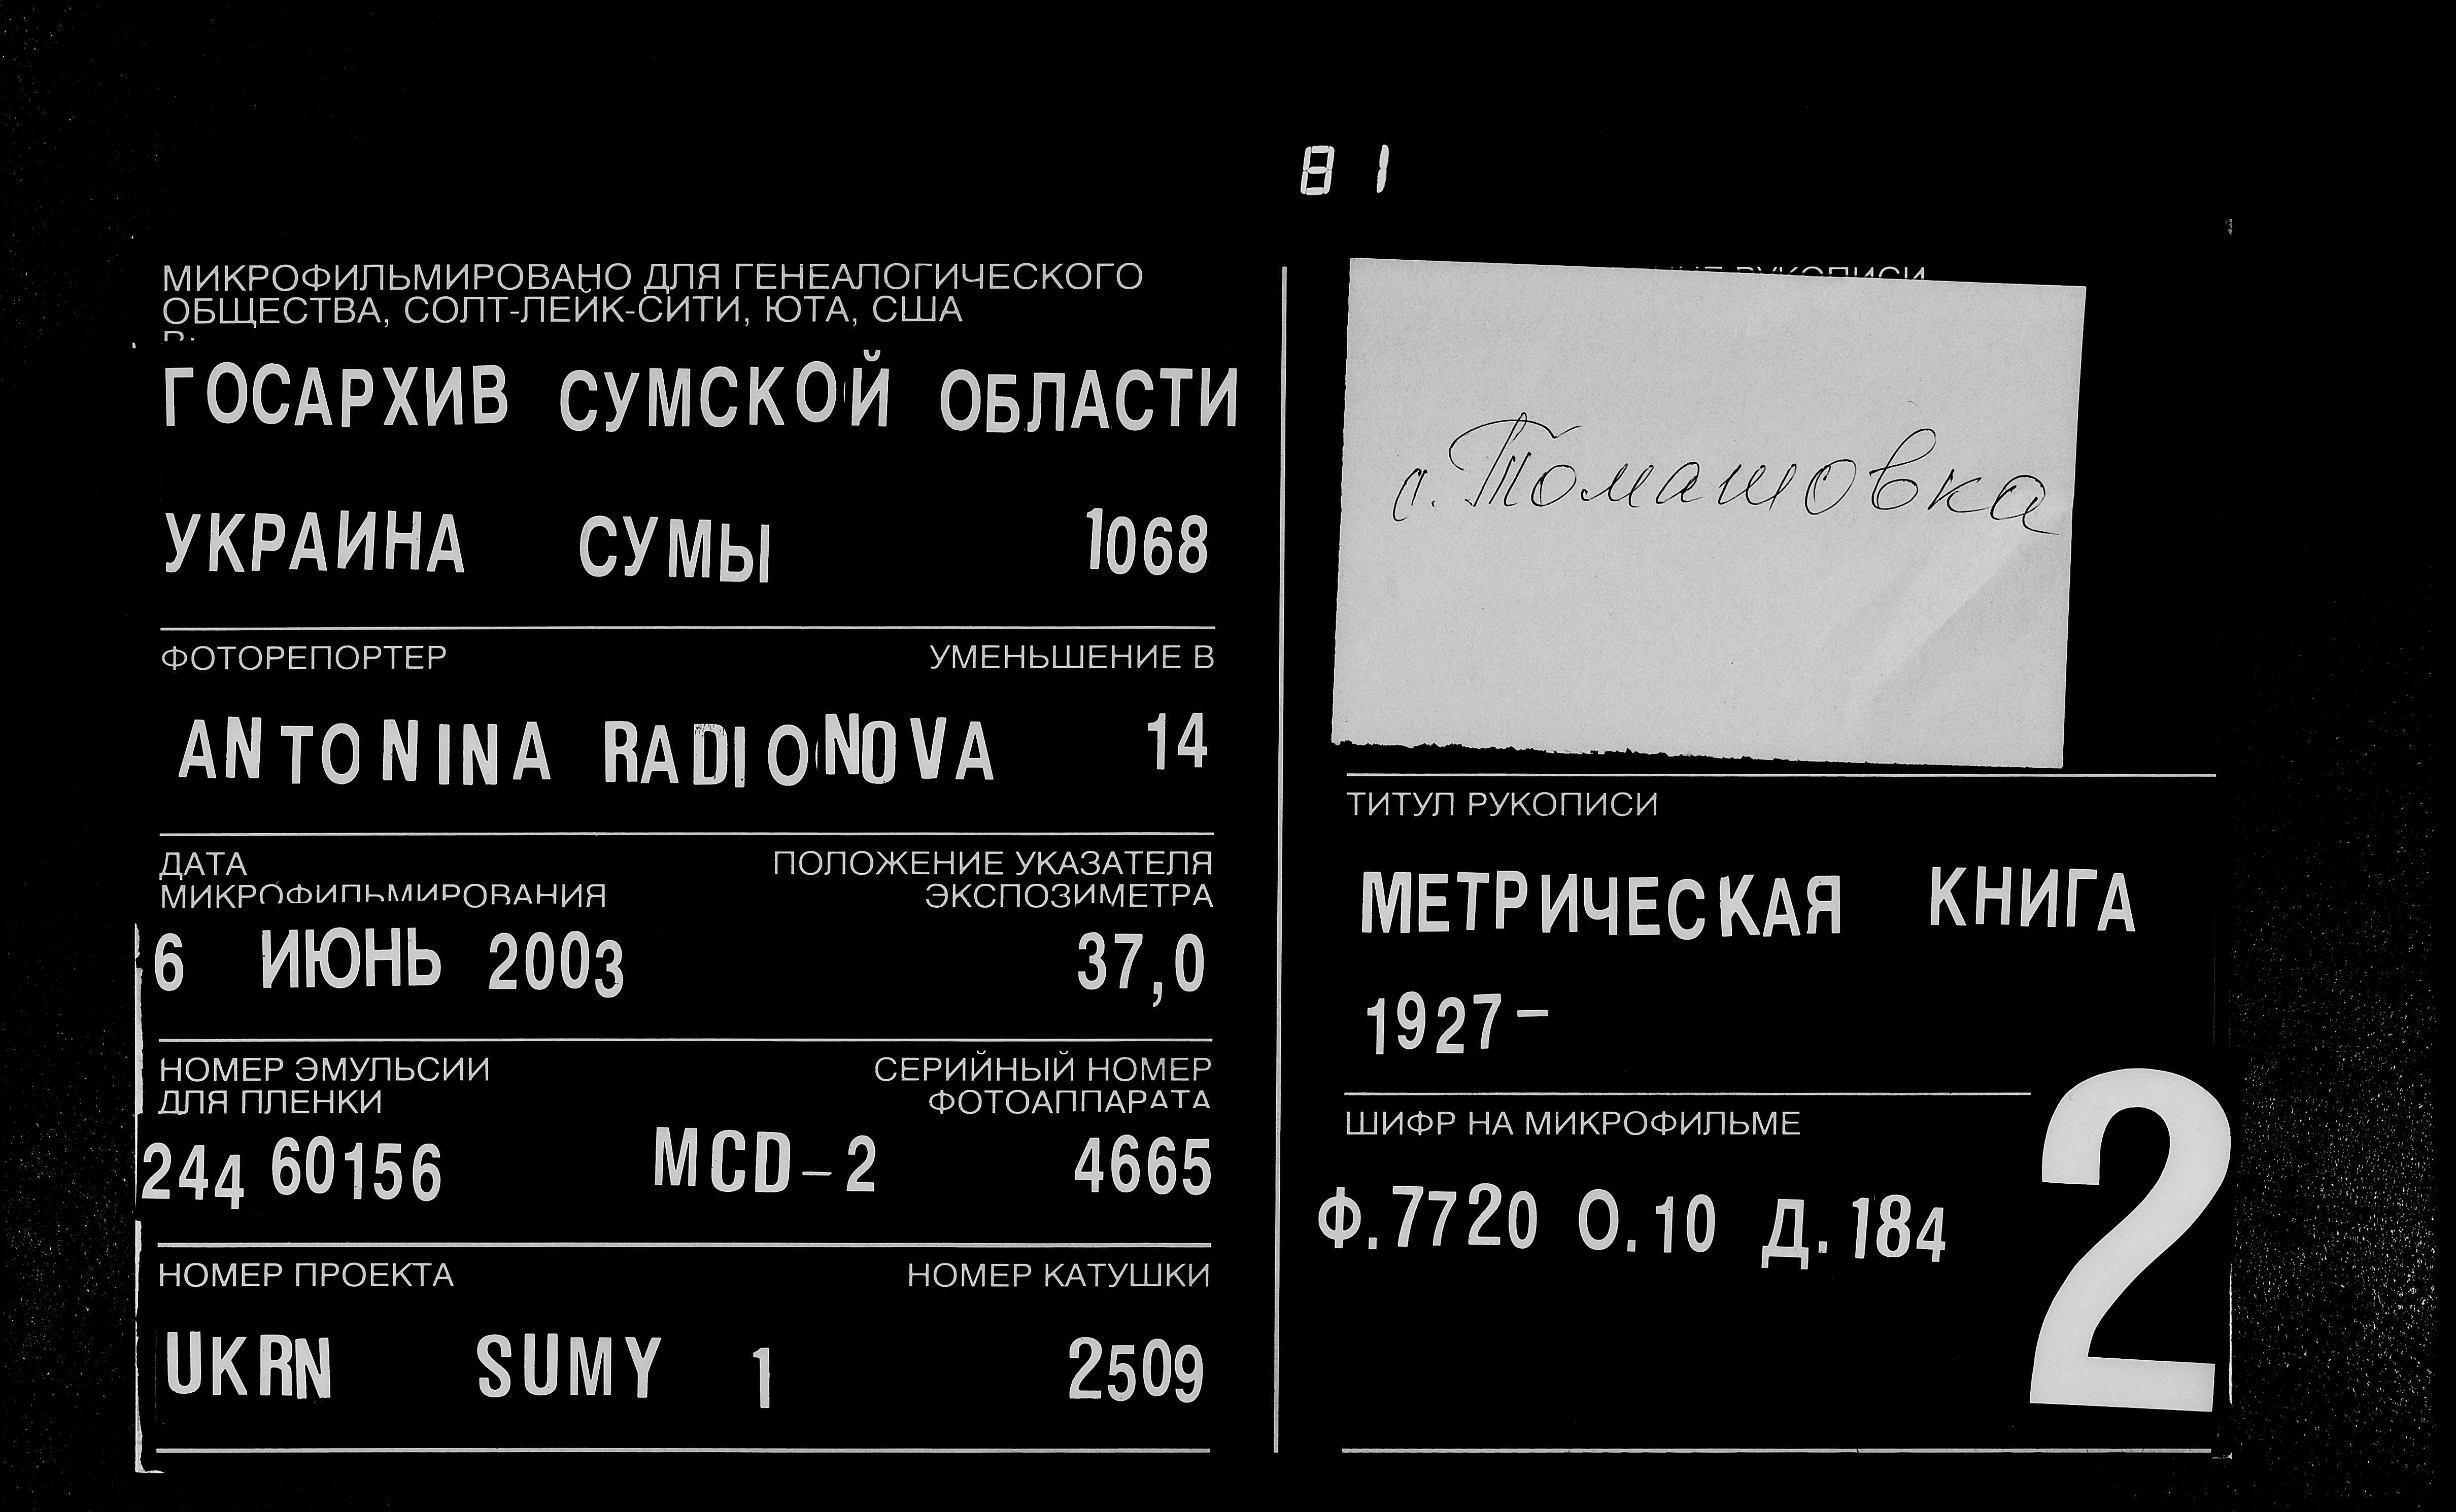 81
МИКРОФИЛЬМИРОВАНО ДЛЯ ГЕНЕАЛОГИЧЕСКОГО
ОБЩЕСТВА, СОЛТ-ЛЕЙК-СИТИ, ЮТА, США
ГОСАРХИВ СУМСКОЙ ОБЛАСТИ
УКРАИНА СУМЫ 1068
ФОТОРЕПОРТЕР УМЕНЬШЕНИЕ В
ANTONINA RADIONOVA 14
ДАТА ПОЛОЖЕНИЕ УКАЗАТЕЛЯ
МИКРОФИЛЬМИРОВАНИЯ ЭКСПОЗИМЕТРА
6 ИЮНЬ 2003 37,0
НОМЕР ЭМУЛЬСИИ СЕРИЙНЫЙ НОМЕР
ДЛЯ ПЛЕНКИ ФОТОАППАРАТА
244 60156 MCD-2 4665
НОМЕР ПРОЕКТА НОМЕР КАТУШКИ
UKRN SUMY 1 2509
РУКОПИСИ
с. Томашовка
ТИТУЛ РУКОПИСИ
МЕТРИЧЕСКАЯ КНИГА
1927-
ШИФР НА МИКРОФИЛЬМЕ
Ф.7720 О.10 Д.184
2